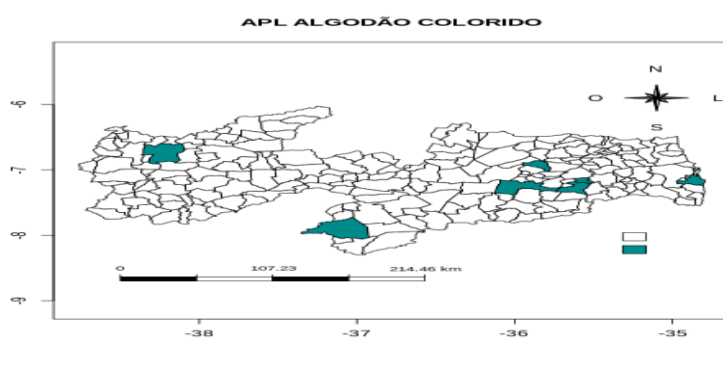 APL ALGODÃO COLORIDO
N
O
L
S
-6
-7
-8
-9
0 107.23 214.46 km
-38 -37 -36 -35